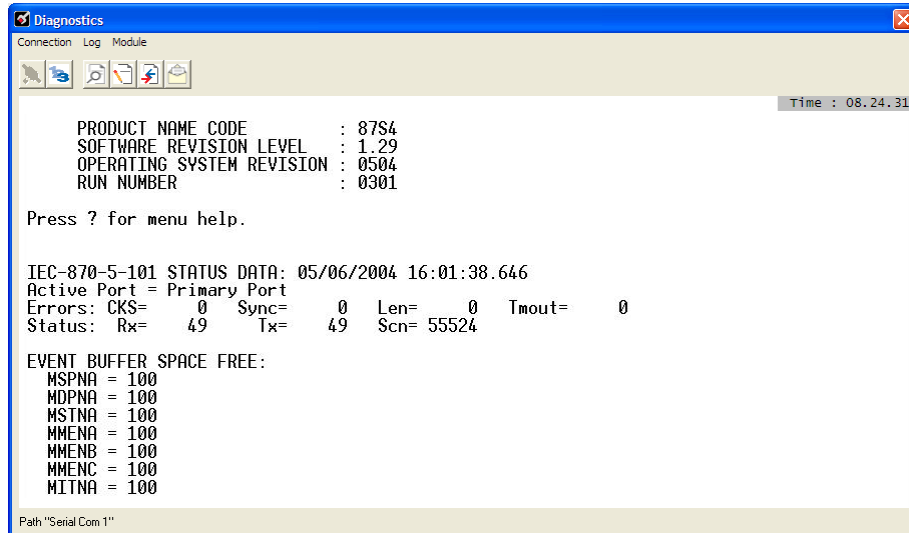 Diagnostics
Connection Log Module
Time : 08.24.31
PRODUCT NAME CODE : 87S4
SOFTWARE REVISION LEVEL : 1.29
OPERATING SYSTEM REVISION : 0504
RUN NUMBER : 0301
Press ? for menu help.
IEC-870-5-101 STATUS DATA: 05/06/2004 16:01:38.646
Active Port = Primary Port
Errors: CKS= 0 Sync= 0 Len= 0 Tmout= 0
Status: Rx= 49 Tx= 49 Scn= 55524
EVENT BUFFER SPACE FREE:
MSPNA = 100
MDPNA = 100
MSTNA = 100
MMENA = 100
MMENB = 100
MMENC = 100
MITNA = 100
Path "Serial Com 1"